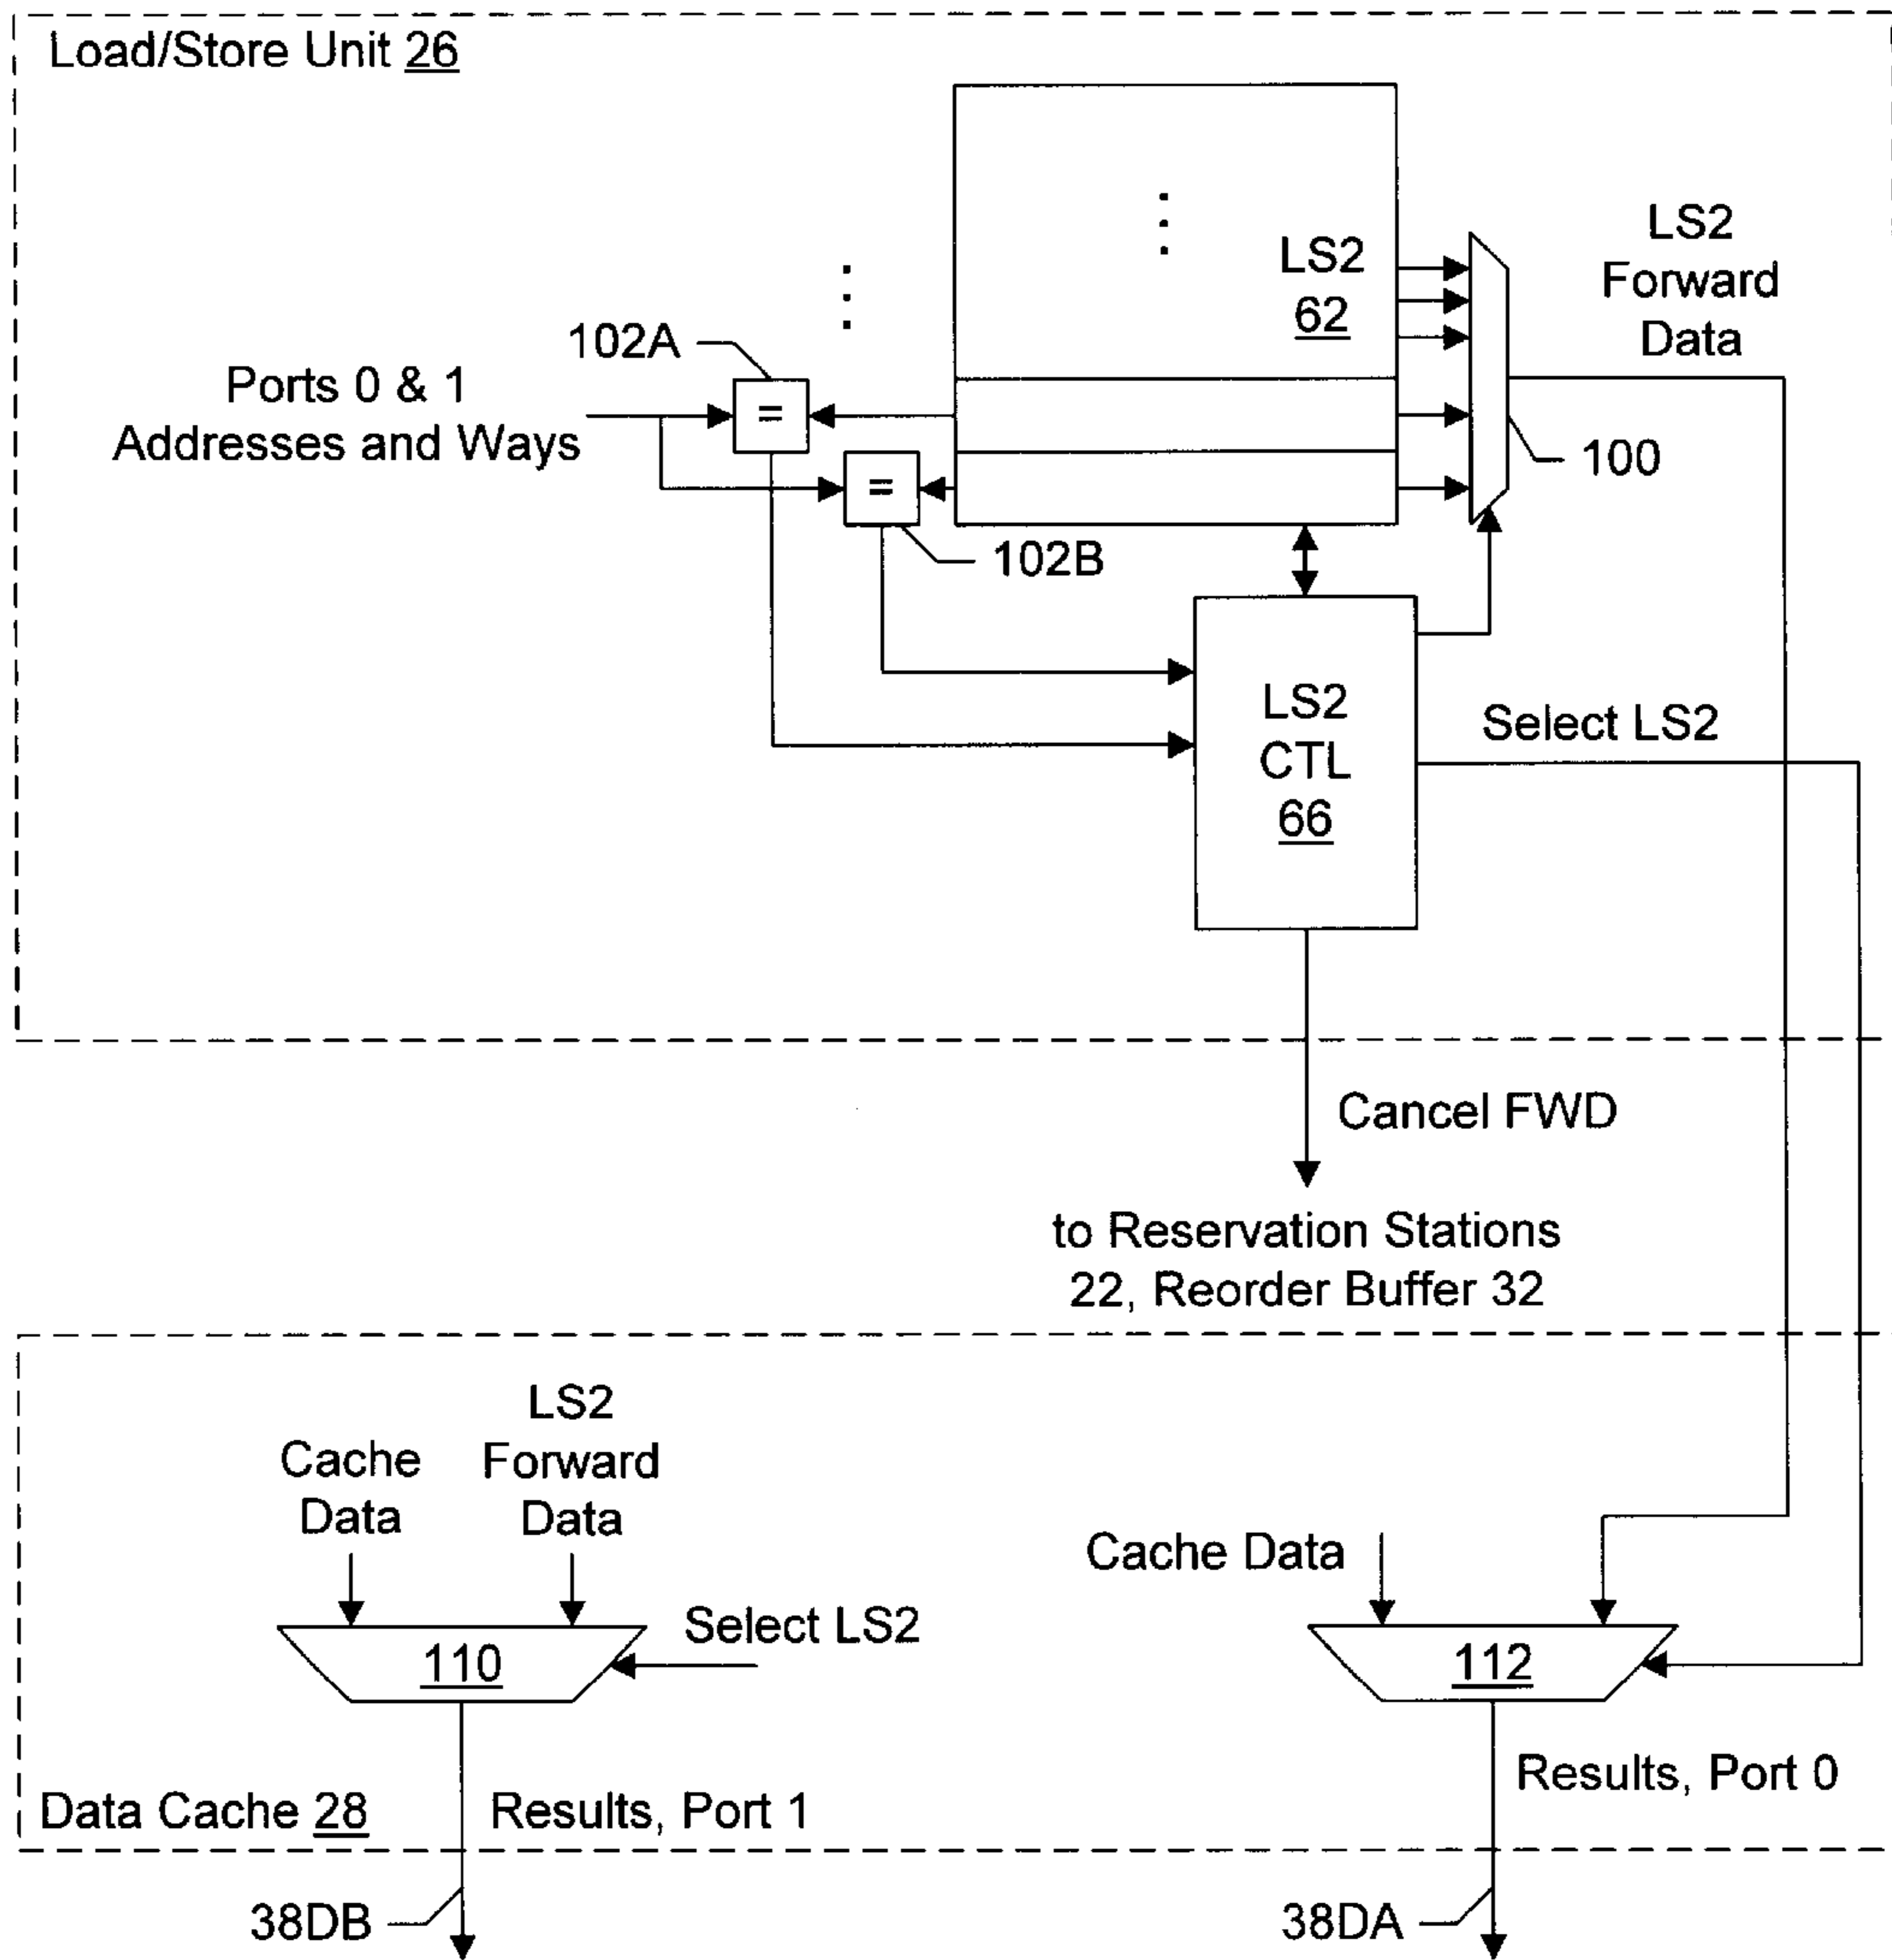 Load/Store Unit 26
LS2
62
LS2
Forward
Data
102A
Ports 0 & 1
Addresses and Ways
=
=
100
102B
LS2
CTL
66
Select LS2
Cancel FWD
to Reservation Stations
22, Reorder Buffer 32
Cache
Data
LS2
Forward
Data
Cache Data
Select LS2
110
112
Results, Port 0
Data Cache 28
Results, Port 1
38DB
38DA